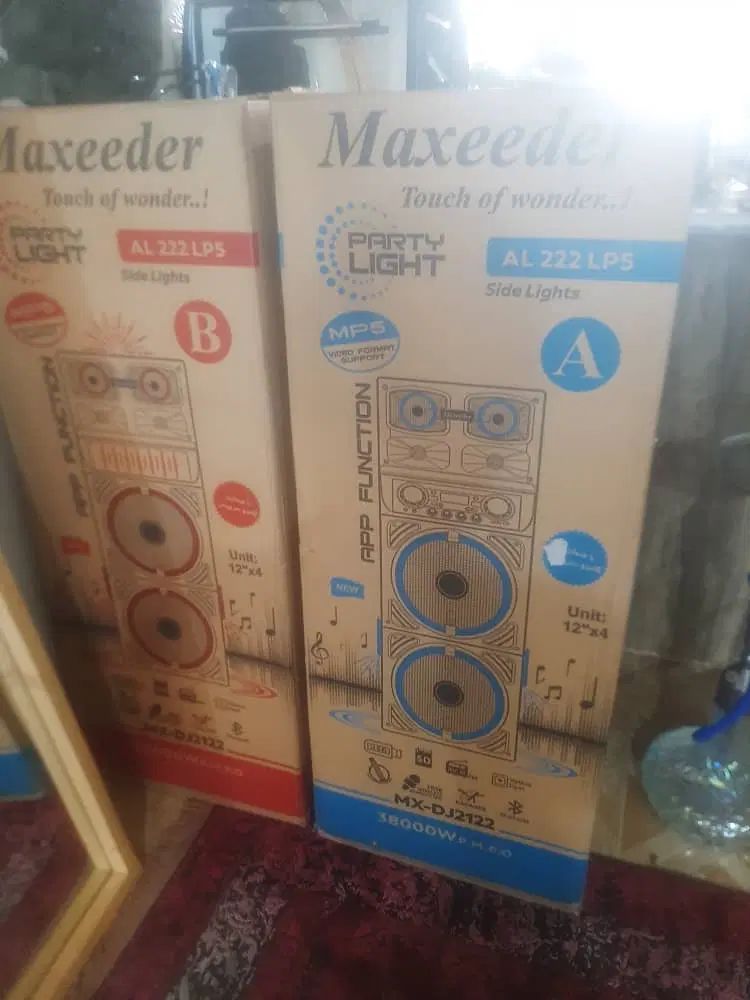 Maxeeder
Touch of wonder..!
PARTY
LIGHT
AL 222 LP5
Side Lights
B
APP FUNCTION
Unit:
12"x4
MX-DJ2122
Maxeeder
Touch of wonder..!
PARTY
LIGHT
AL 222 LP5
Side Lights
MP5
VIDEO FORMAT
SUPPORT
A
APP FUNCTION
NEW
Unit:
12"x4
MX-DJ2122
38000W P.M.P.O